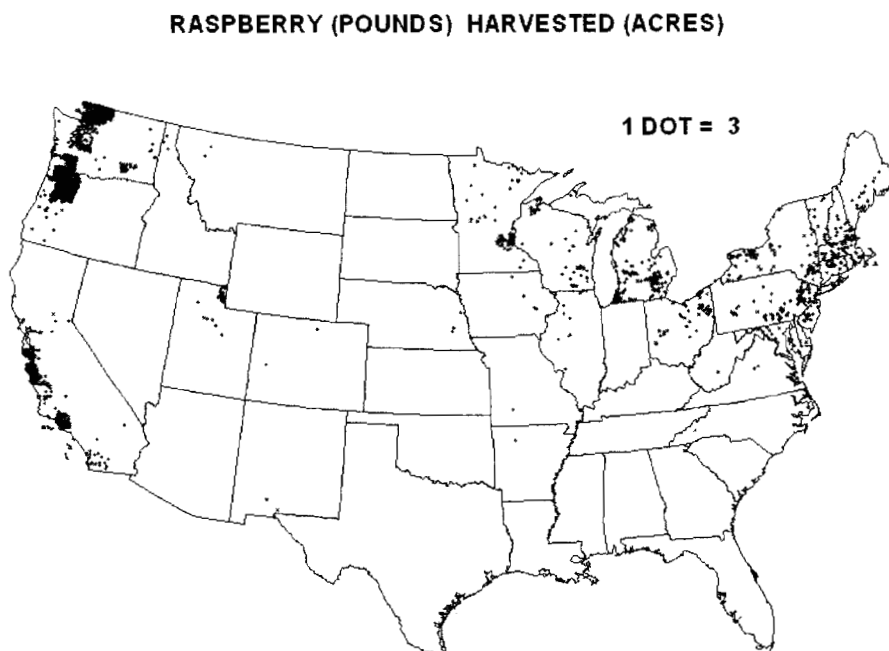 RASPBERRY (POUNDS) HARVESTED (ACRES)
1 DOT = 3